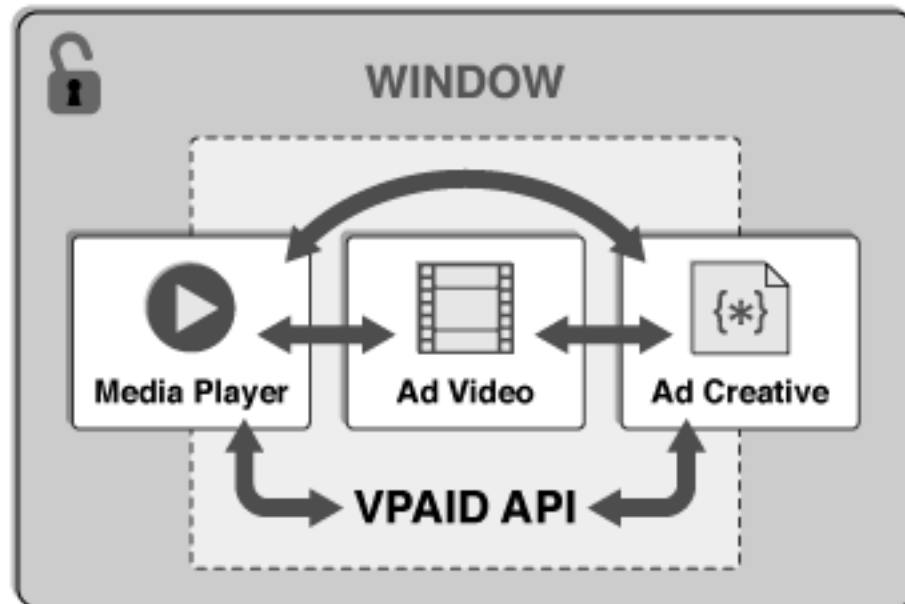 WINDOW
{*}
Media Player
Ad Video
Ad Creative
VPAID API